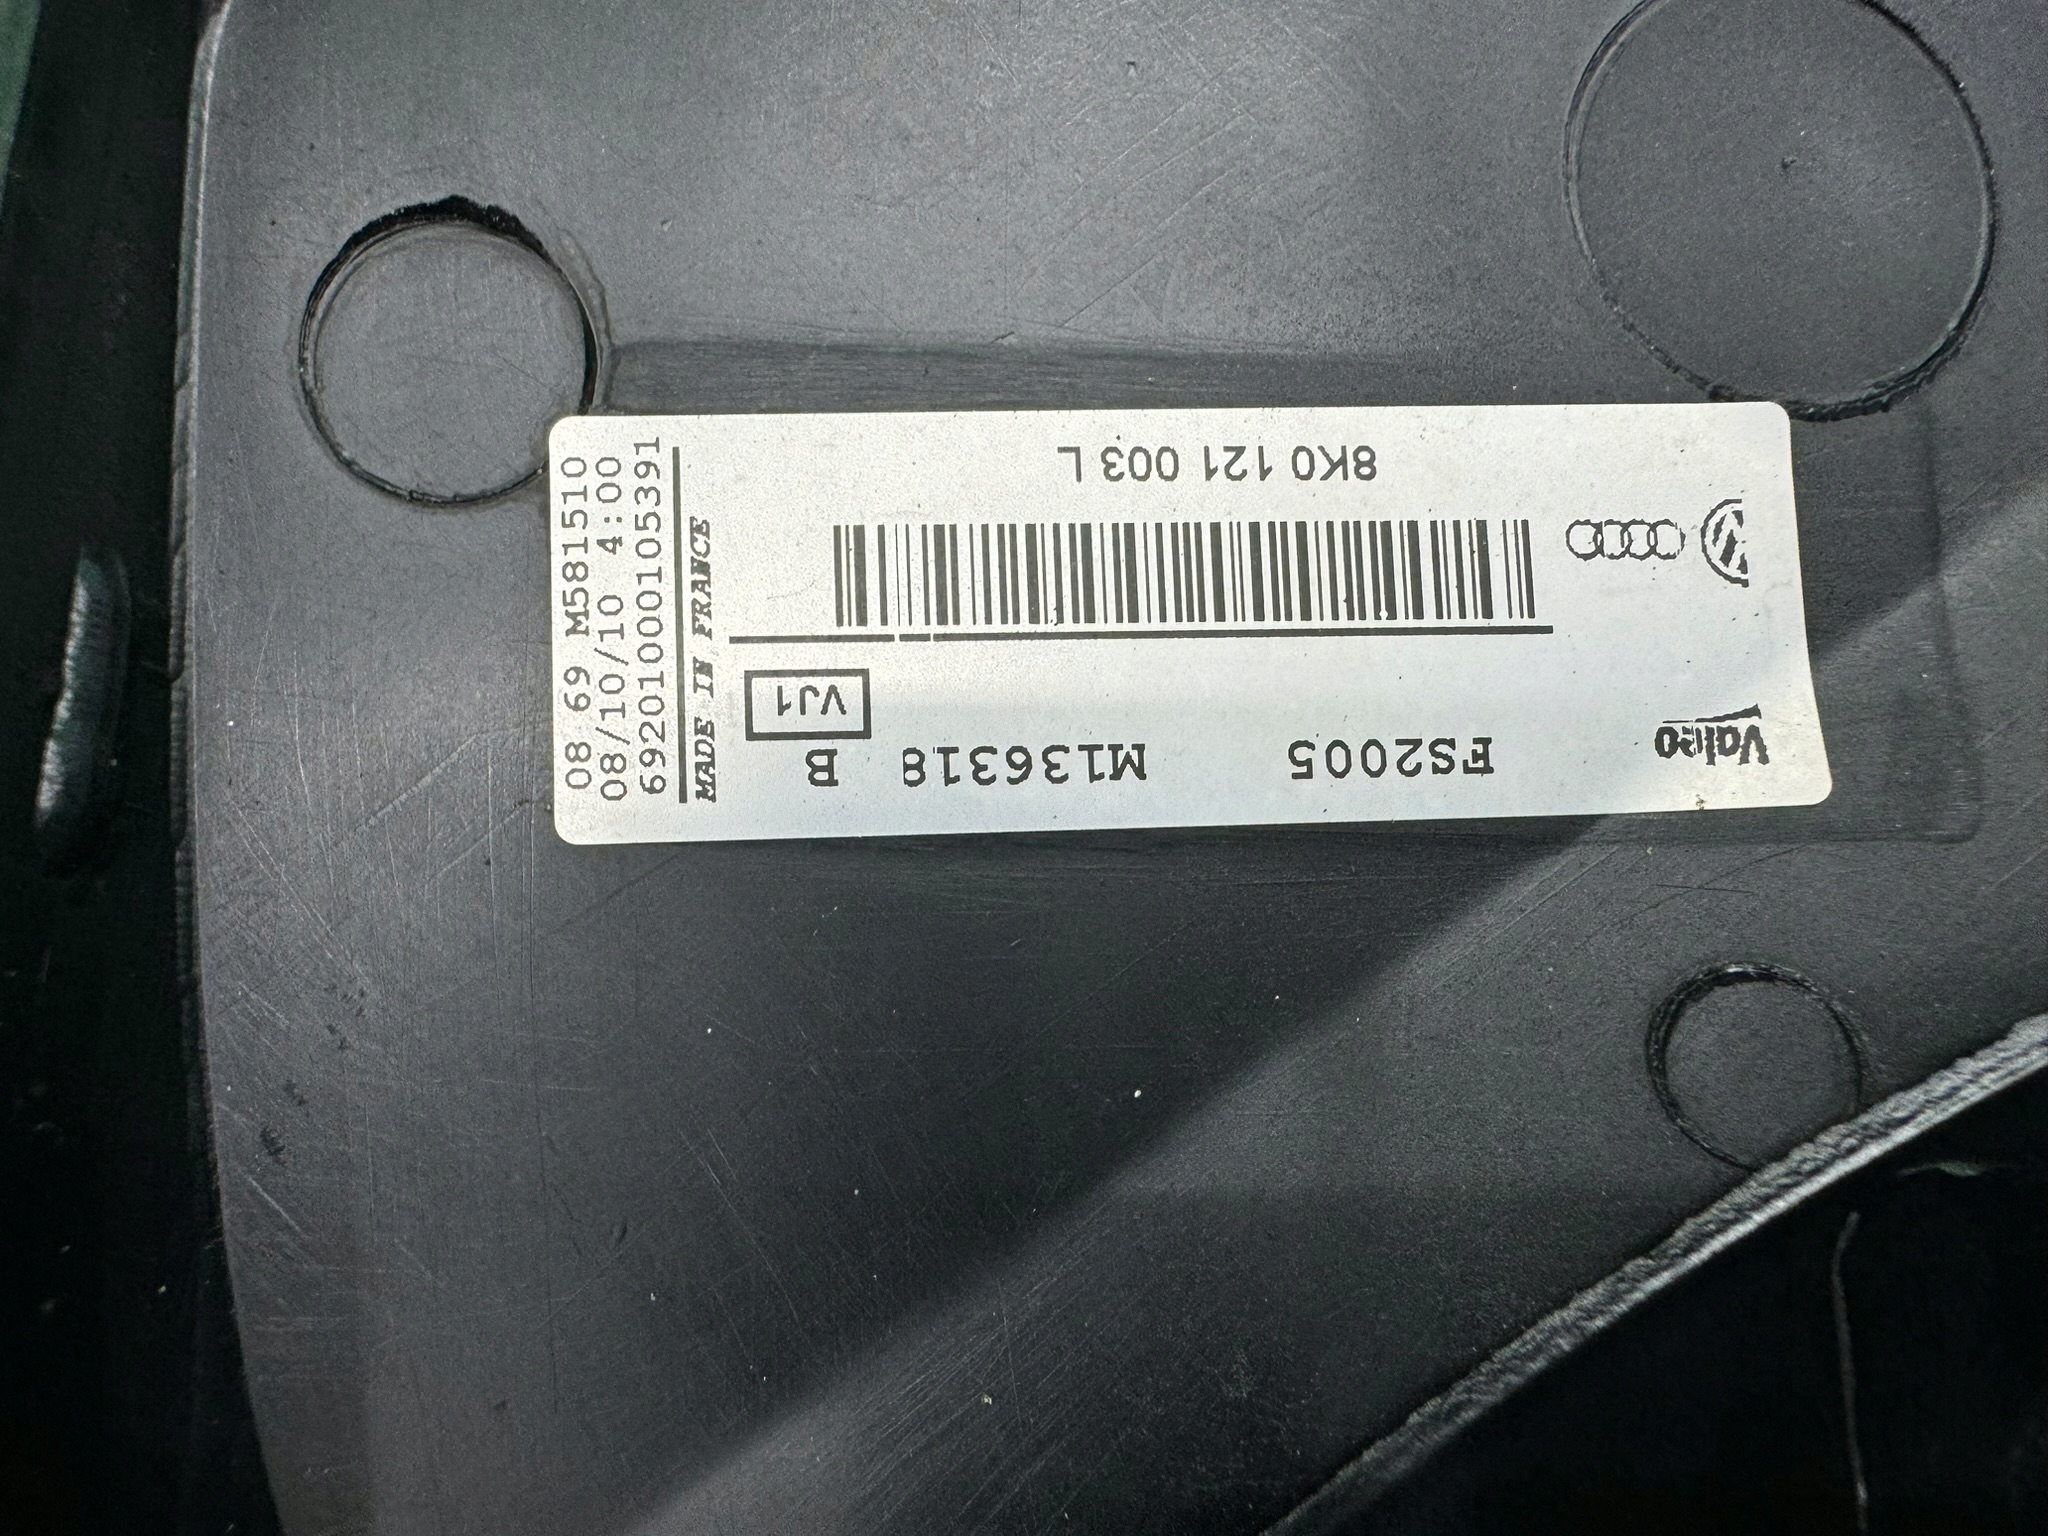 Valeo
FS2005
M136318
B
VJ1
8K0 121 003 L
MADE IN FRANCE
69201000105391
08/10/10 4:00
08 69 M581510